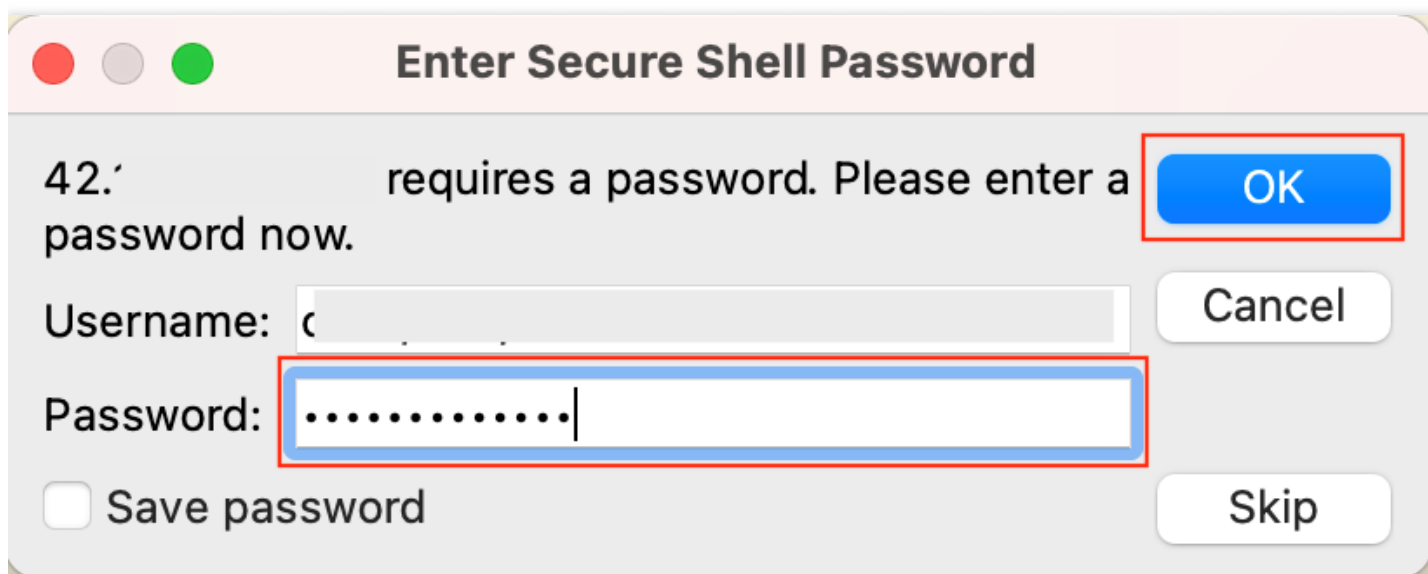 Enter Secure Shell Password
42. requires a password. Please enter a
password now.
OK
Username:
Cancel
Password: •••••••••••••
Save password
Skip